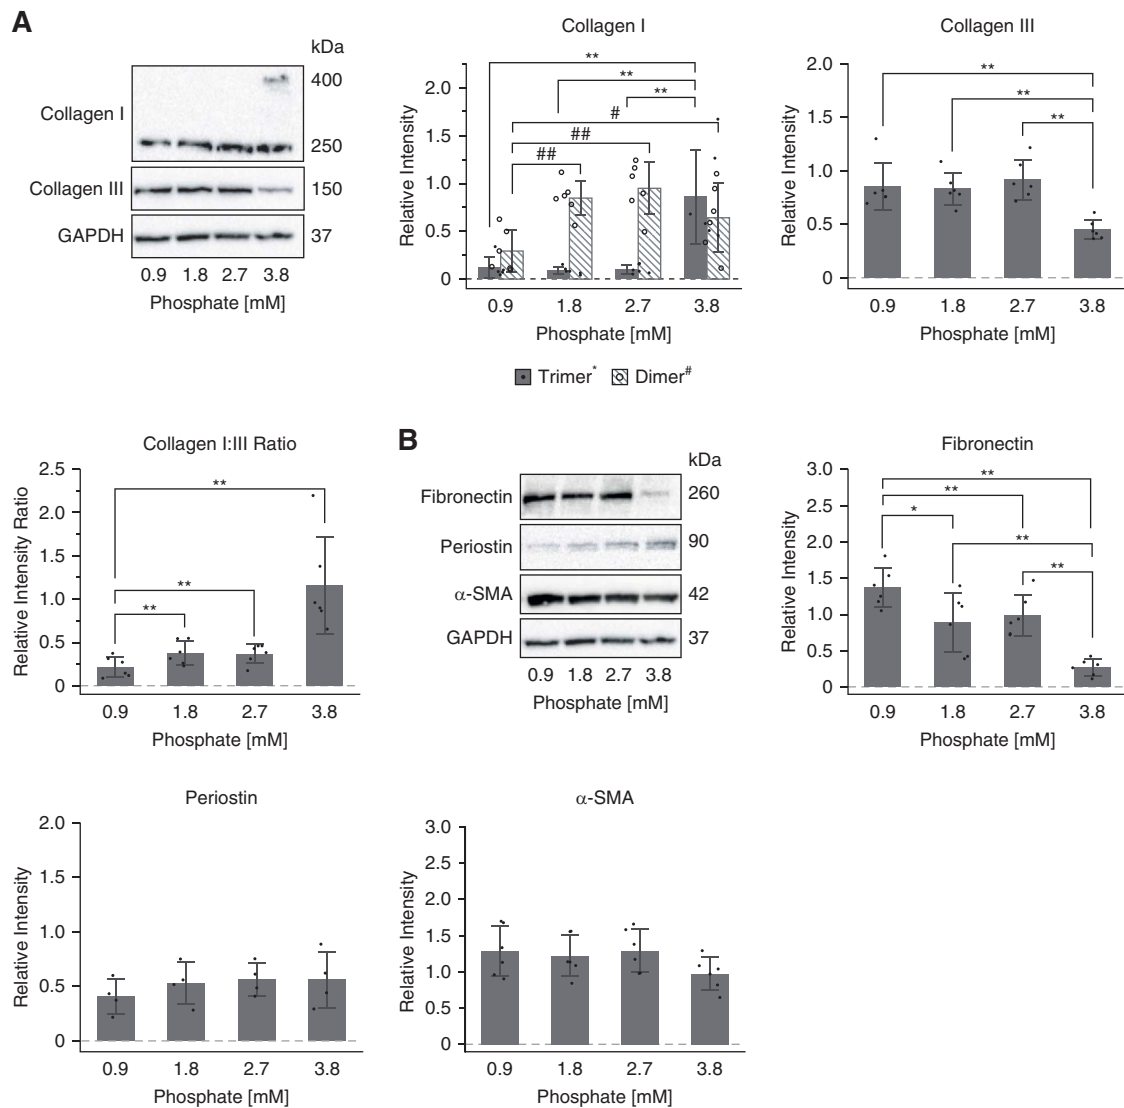 A
kDa
Collagen I
400
250
Collagen III
150
GAPDH
37
0.9 1.8 2.7 3.8
Phosphate [mM]
Collagen I
Relative Intensity
2.0
1.5
1.0
0.5
0
**
**
**
#
##
##
0.9 1.8 2.7 3.8
Phosphate [mM]
Trimer* Dimer#
Collagen III
Relative Intensity
2.0
1.5
1.0
0.5
0
**
**
**
0.9 1.8 2.7 3.8
Phosphate [mM]
Collagen I:III Ratio
Relative Intensity Ratio
2.5
2.0
1.5
1.0
0.5
0
**
**
**
0.9 1.8 2.7 3.8
Phosphate [mM]
B
kDa
Fibronectin
260
Periostin
90
α-SMA
42
GAPDH
37
0.9 1.8 2.7 3.8
Phosphate [mM]
Fibronectin
Relative Intensity
3.0
2.5
2.0
1.5
1.0
0.5
0
**
**
*
**
**
0.9 1.8 2.7 3.8
Phosphate [mM]
Periostin
Relative Intensity
2.0
1.5
1.0
0.5
0
0.9 1.8 2.7 3.8
Phosphate [mM]
α-SMA
Relative Intensity
3.0
2.5
2.0
1.5
1.0
0.5
0
0.9 1.8 2.7 3.8
Phosphate [mM]